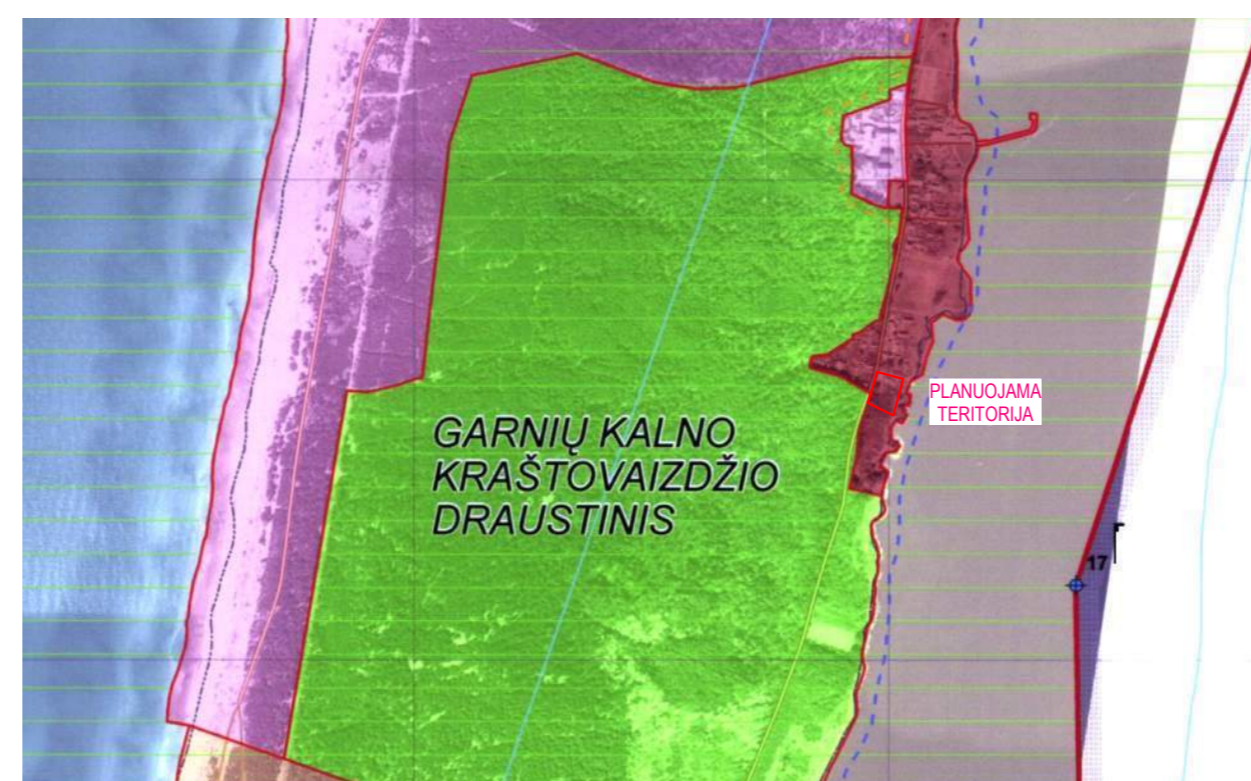 PLANUOJAMA
TERITORIJA
GARNIŲ KALNO
KRAŠTOVAIZDŽIO
DRAUSTINIS
17